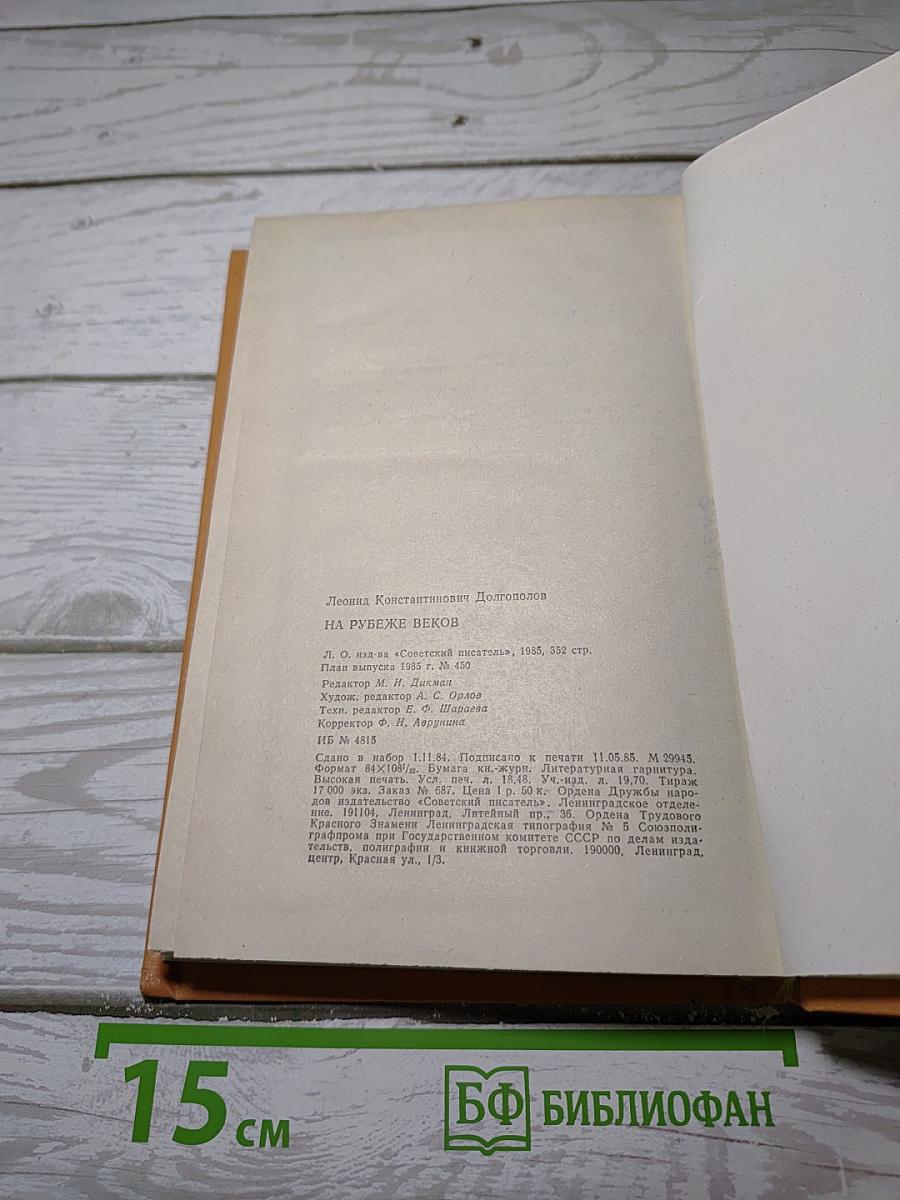 Леонид Константинович Долгополов
НА РУБЕЖЕ ВЕКОВ
Л. О. изд-ва «Советский писатель», 1985, 352 стр.
План выпуска 1985 г. № 450
Редактор М. И. Дикман
Худож. редактор А. С. Орлов
Техн. редактор Е. Ф. Шараева
Корректор Ф. Н. Аврунина
ИБ № 4815
Сдано в набор 1.11.84. Подписано к печати 11.05.85. М 29945.
Формат 84×108¹/₃₂. Бумага кн.-журн. Литературная гарнитура.
Высокая печать. Усл. печ. л. 18,48. Уч.-изд. л. 19,70. Тираж
17 000 экз. Заказ № 687. Цена 1 р. 50 к. Ордена Дружбы наро-
дов издательство «Советский писатель». Ленинградское отделе-
ние. 191104, Ленинград, Литейный пр., 36. Ордена Трудового
Красного Знамени Ленинградская типография № 5 Союзполи-
графпрома при Государственном комитете СССР по делам изда-
тельств, полиграфии и книжной торговли. 190000, Ленинград,
центр, Красная ул., 1/3.
15 см
БФ БИБЛИОФАН